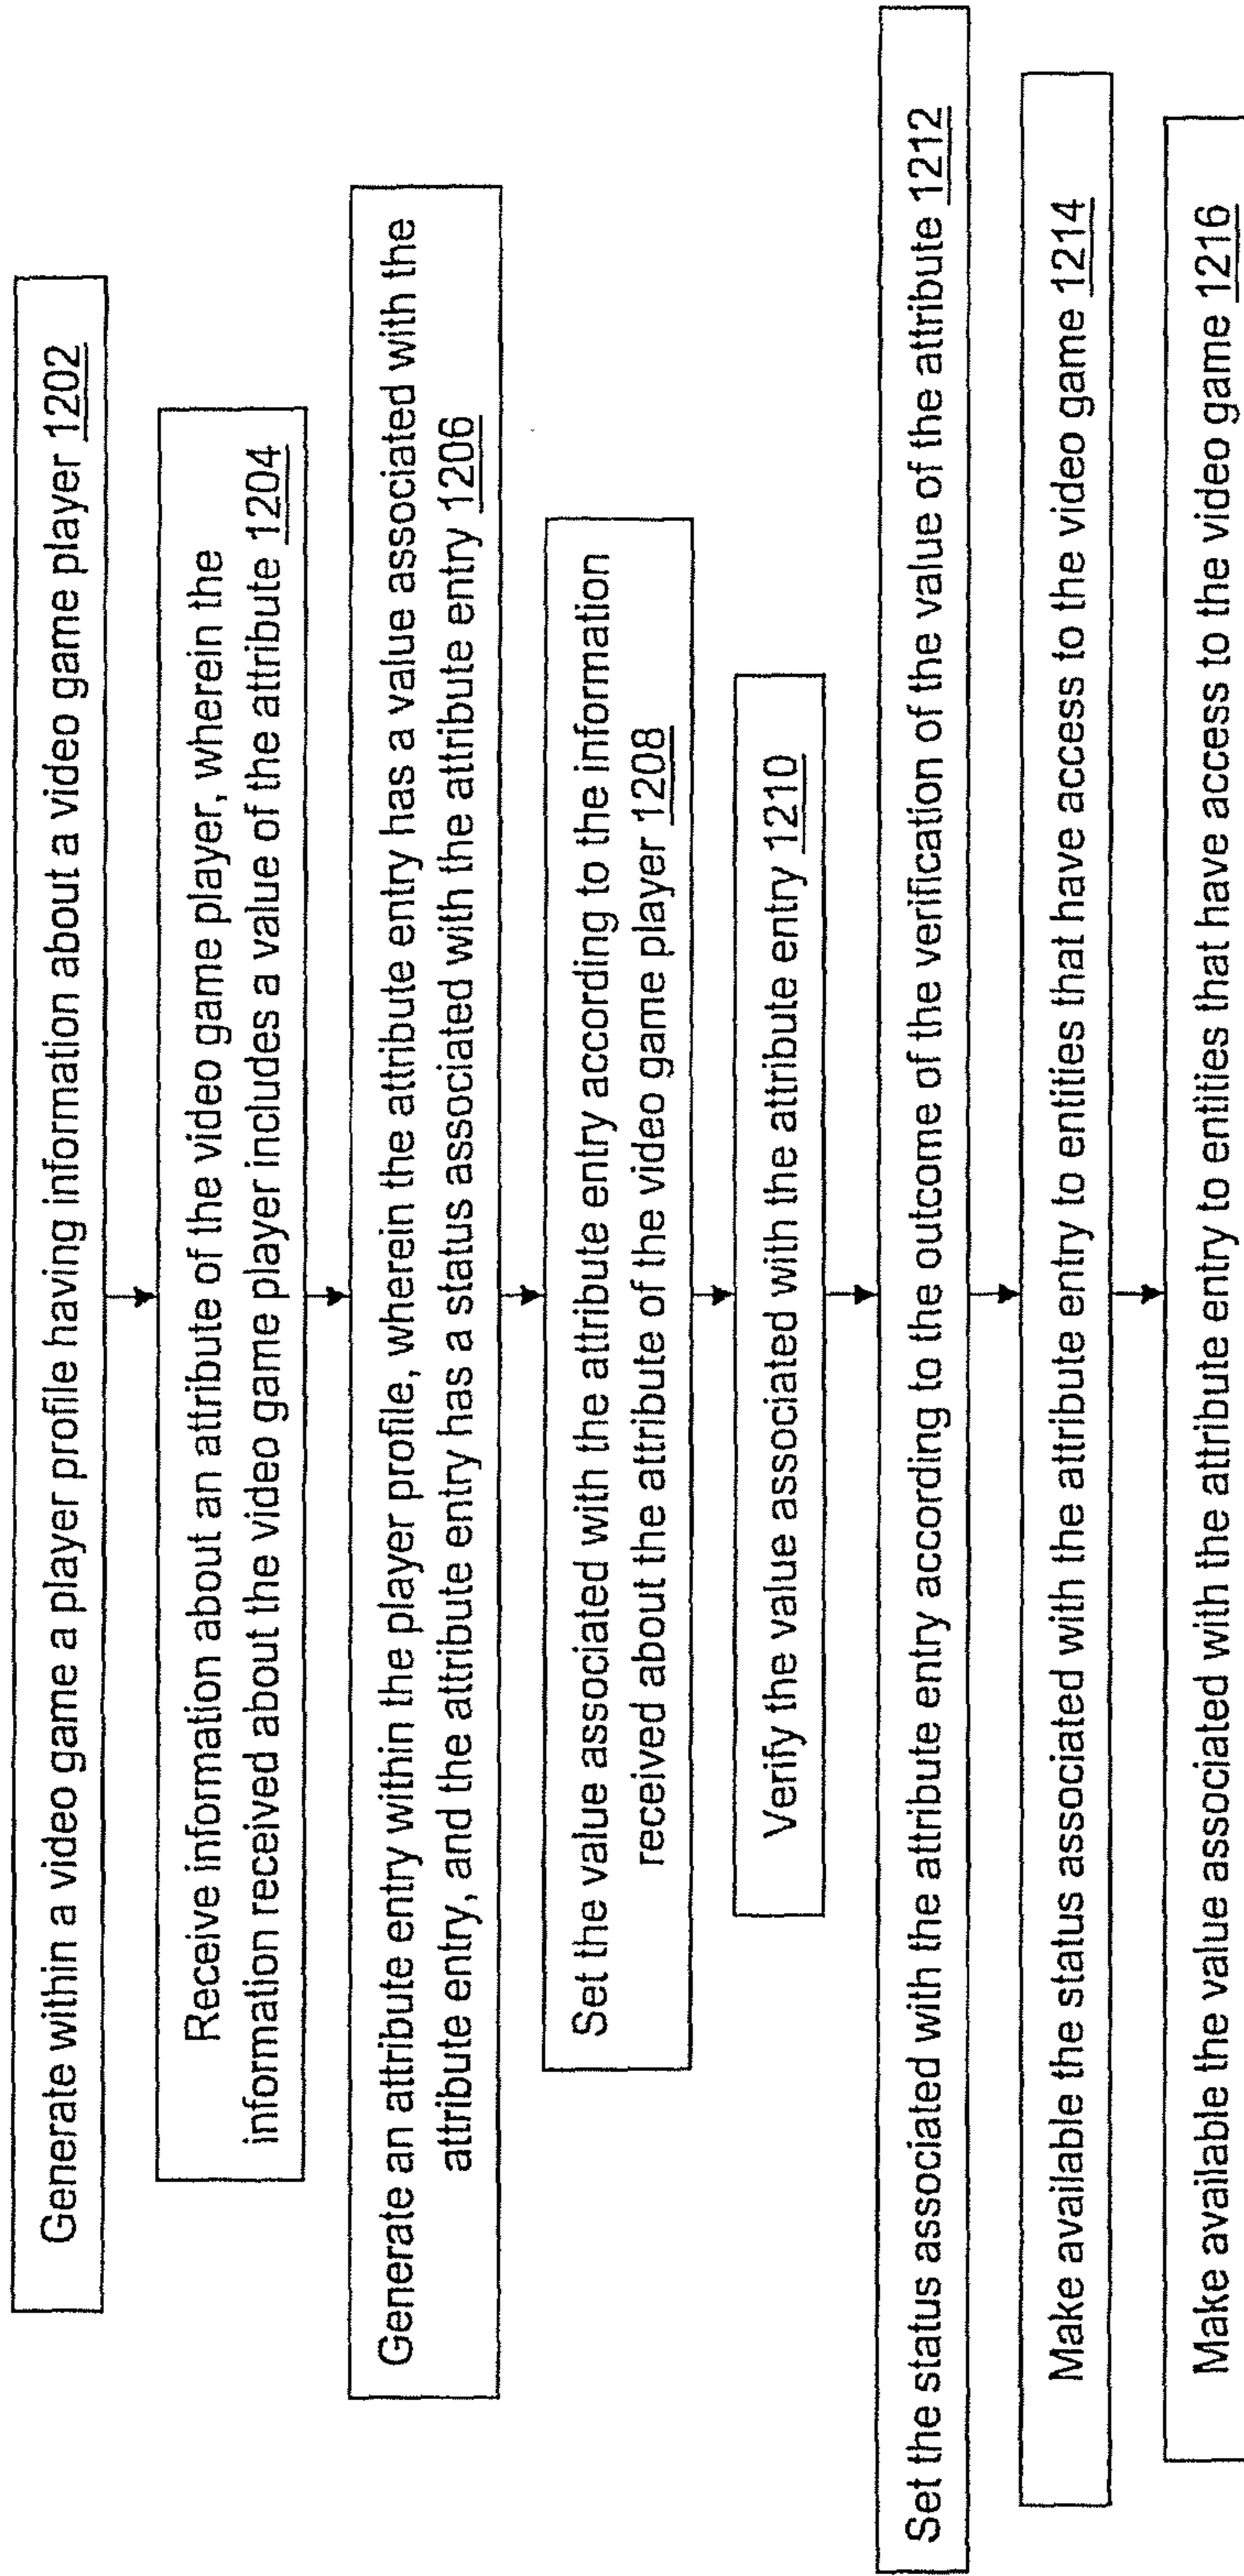 Generate within a video game a player profile having information about a video game player 1202
Receive information about an attribute of the video game player, wherein the
information received about the video game player includes a value of the attribute 1204
Generate an attribute entry within the player profile, wherein the attribute entry has a value associated with the
attribute entry, and the attribute entry has a status associated with the attribute entry 1206
Set the value associated with the attribute entry according to the information
received about the attribute of the video game player 1208
Verify the value associated with the attribute entry 1210
Set the status associated with the attribute entry according to the outcome of the verification of the value of the attribute 1212
Make available the status associated with the attribute entry to entities that have access to the video game 1214
Make available the value associated with the attribute entry to entities that have access to the video game 1216